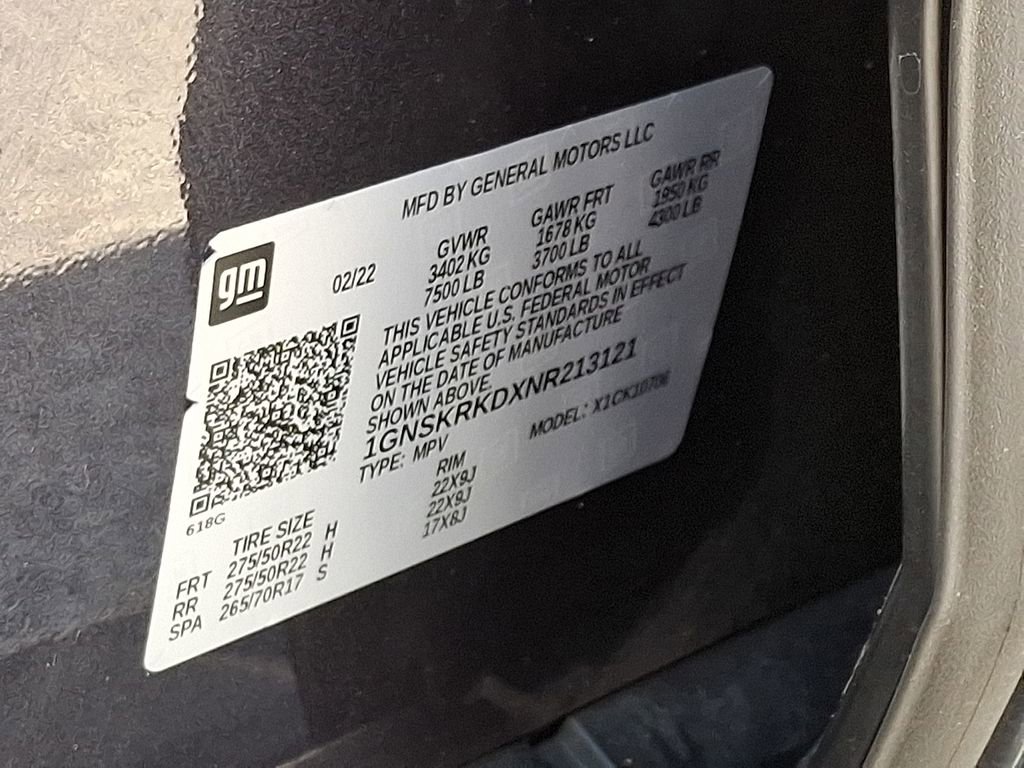 MFD BY GENERAL MOTORS LLC
gm
02/22
GVWR GAWR FRT GAWR RR
3402 KG 1678 KG 1950 KG
7500 LB 3700 LB 4300 LB
THIS VEHICLE CONFORMS TO ALL
APPLICABLE U.S. FEDERAL MOTOR
VEHICLE SAFETY STANDARDS IN EFFECT
ON THE DATE OF MANUFACTURE
SHOWN ABOVE.
1GNSKRKDXNR213121
TYPE: MPV MODEL: X1CK10706
618G
TIRE SIZE RIM
FRT 275/50R22 H 22X9J
RR 275/50R22 H 22X9J
SPA 265/70R17 S 17X8J